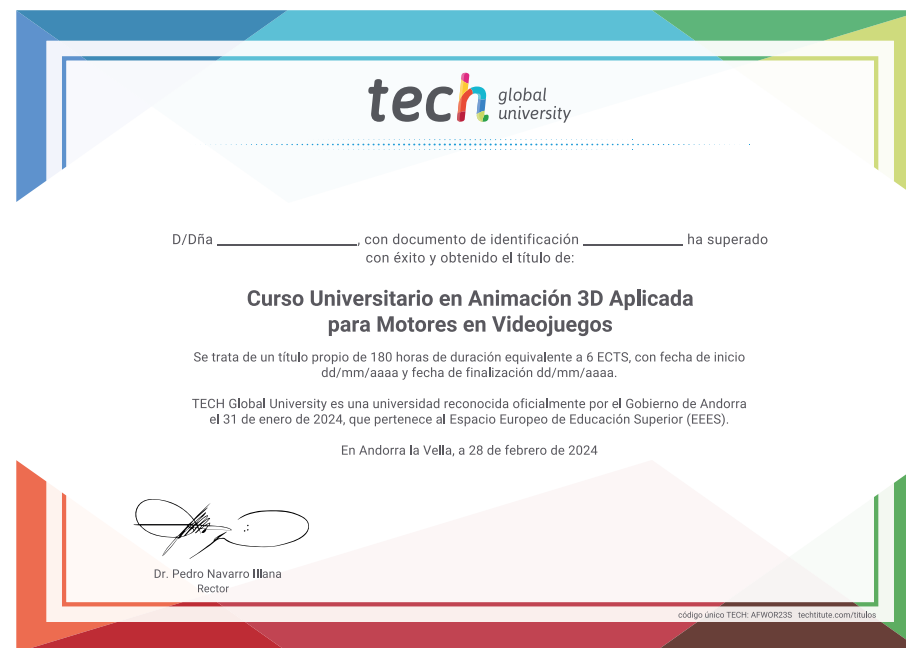 tech global university
D/Dña ____________________, con documento de identificación ______________ ha superado
con éxito y obtenido el título de:
Curso Universitario en Animación 3D Aplicada
para Motores en Videojuegos
Se trata de un título propio de 180 horas de duración equivalente a 6 ECTS, con fecha de inicio
dd/mm/aaaa y fecha de finalización dd/mm/aaaa.
TECH Global University es una universidad reconocida oficialmente por el Gobierno de Andorra
el 31 de enero de 2024, que pertenece al Espacio Europeo de Educación Superior (EEES).
En Andorra la Vella, a 28 de febrero de 2024
Dr. Pedro Navarro Illana
Rector
código único TECH: AFWOR23S techtitute.com/titulos